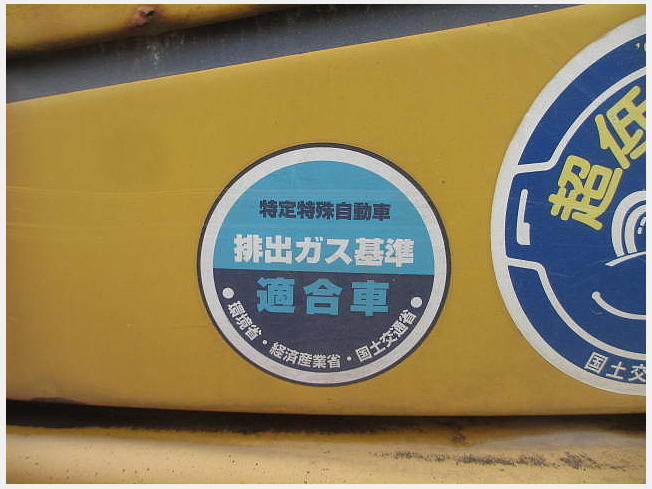 特定特殊自動車
排出ガス基準
適合車
環境省・経済産業省・国土交通省
超低
国土交